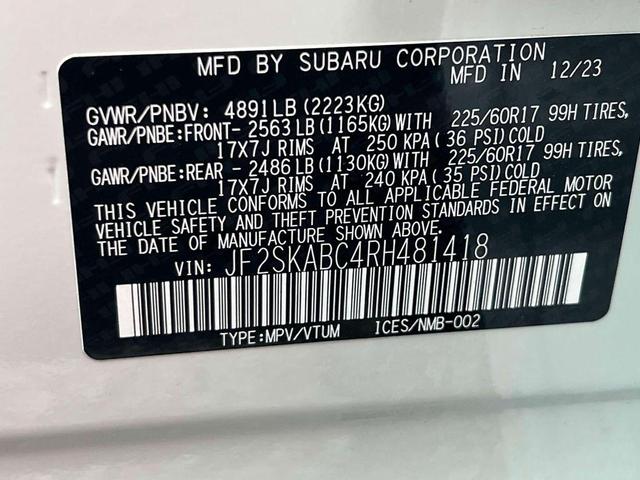 MFD BY SUBARU CORPORATION
MFD IN 12/23
GVWR/PNBV: 4891LB (2223KG)
GAWR/PNBE:FRONT- 2563LB(1165KG)WITH 225/60R17 99H TIRES,
17X7J RIMS AT 250 KPA(36 PSI)COLD
GAWR/PNBE:REAR - 2486LB(1130KG)WITH 225/60R17 99H TIRES,
17X7J RIMS AT 240 KPA(35 PSI)COLD
THIS VEHICLE CONFORMS TO ALL APPLICABLE FEDERAL MOTOR
VEHICLE SAFETY AND THEFT PREVENTION STANDARDS IN EFFECT ON
THE DATE OF MANUFACTURE SHOWN ABOVE.
VIN: JF2SKABC4RH481418
TYPE:MPV/VTUM ICES/NMB-002